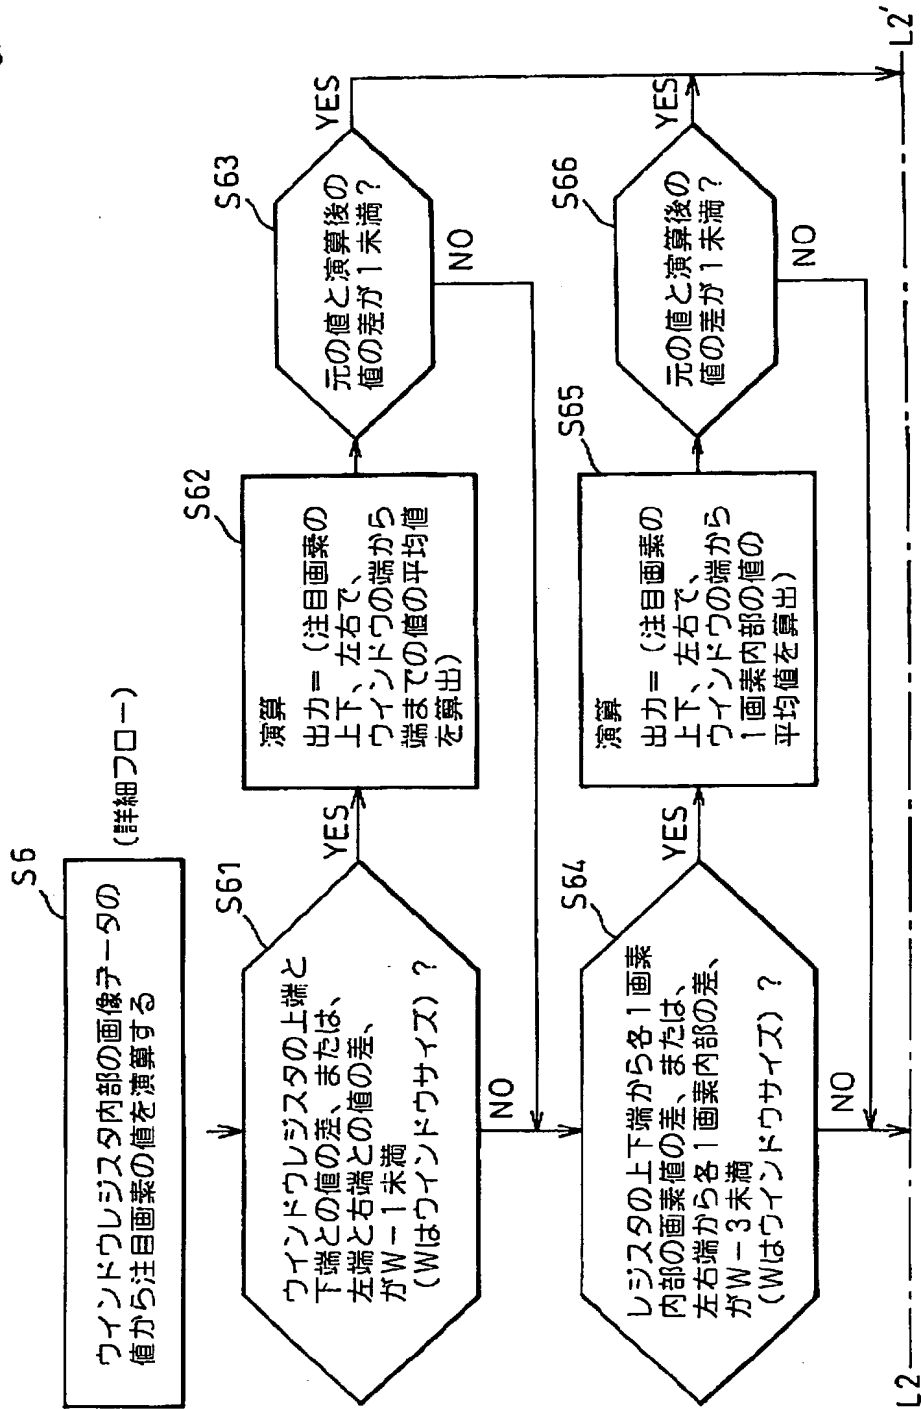 S6
ウインドウレジスタ内部の画像データの
値から注目画素の値を演算する
(詳細フロー)
S61
ウインドウレジスタの上端と
下端との値の差、または、
左端と右端との値の差、
がW－1未満
(Wはウインドウサイズ) ?
YES
NO
S62
演算
出力＝(注目画素の
上下、左右で、
ウィンドウの端から
端までの値の平均値
を算出)
S63
元の値と演算後の
値の差が1未満?
YES
NO
S64
レジスタの上下端から各1画素
内部の画素値の差、または、
左右端から各1画素内部の差、
がW－3未満
(Wはウインドウサイズ) ?
YES
NO
S65
演算
出力＝(注目画素の
上下、左右で、
ウィンドウの端から
1画素内部の値の
平均値を算出)
S66
元の値と演算後の
値の差が1未満?
YES
NO
L2
L2'